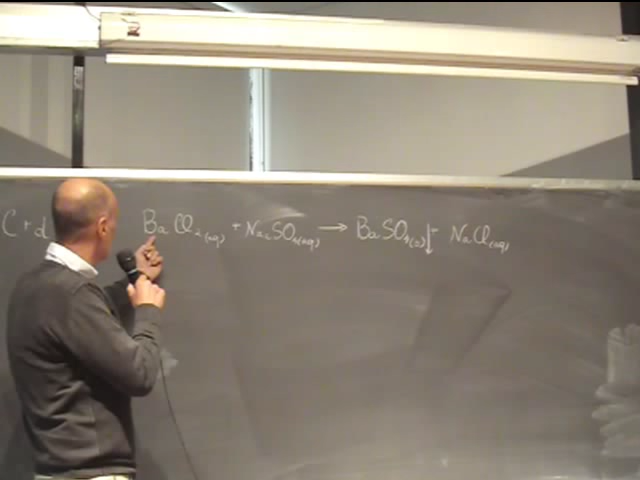 C + d BaCl₂(aq) + Na₂SO₄(aq) → BaSO₄(s)↓ + NaCl(aq)